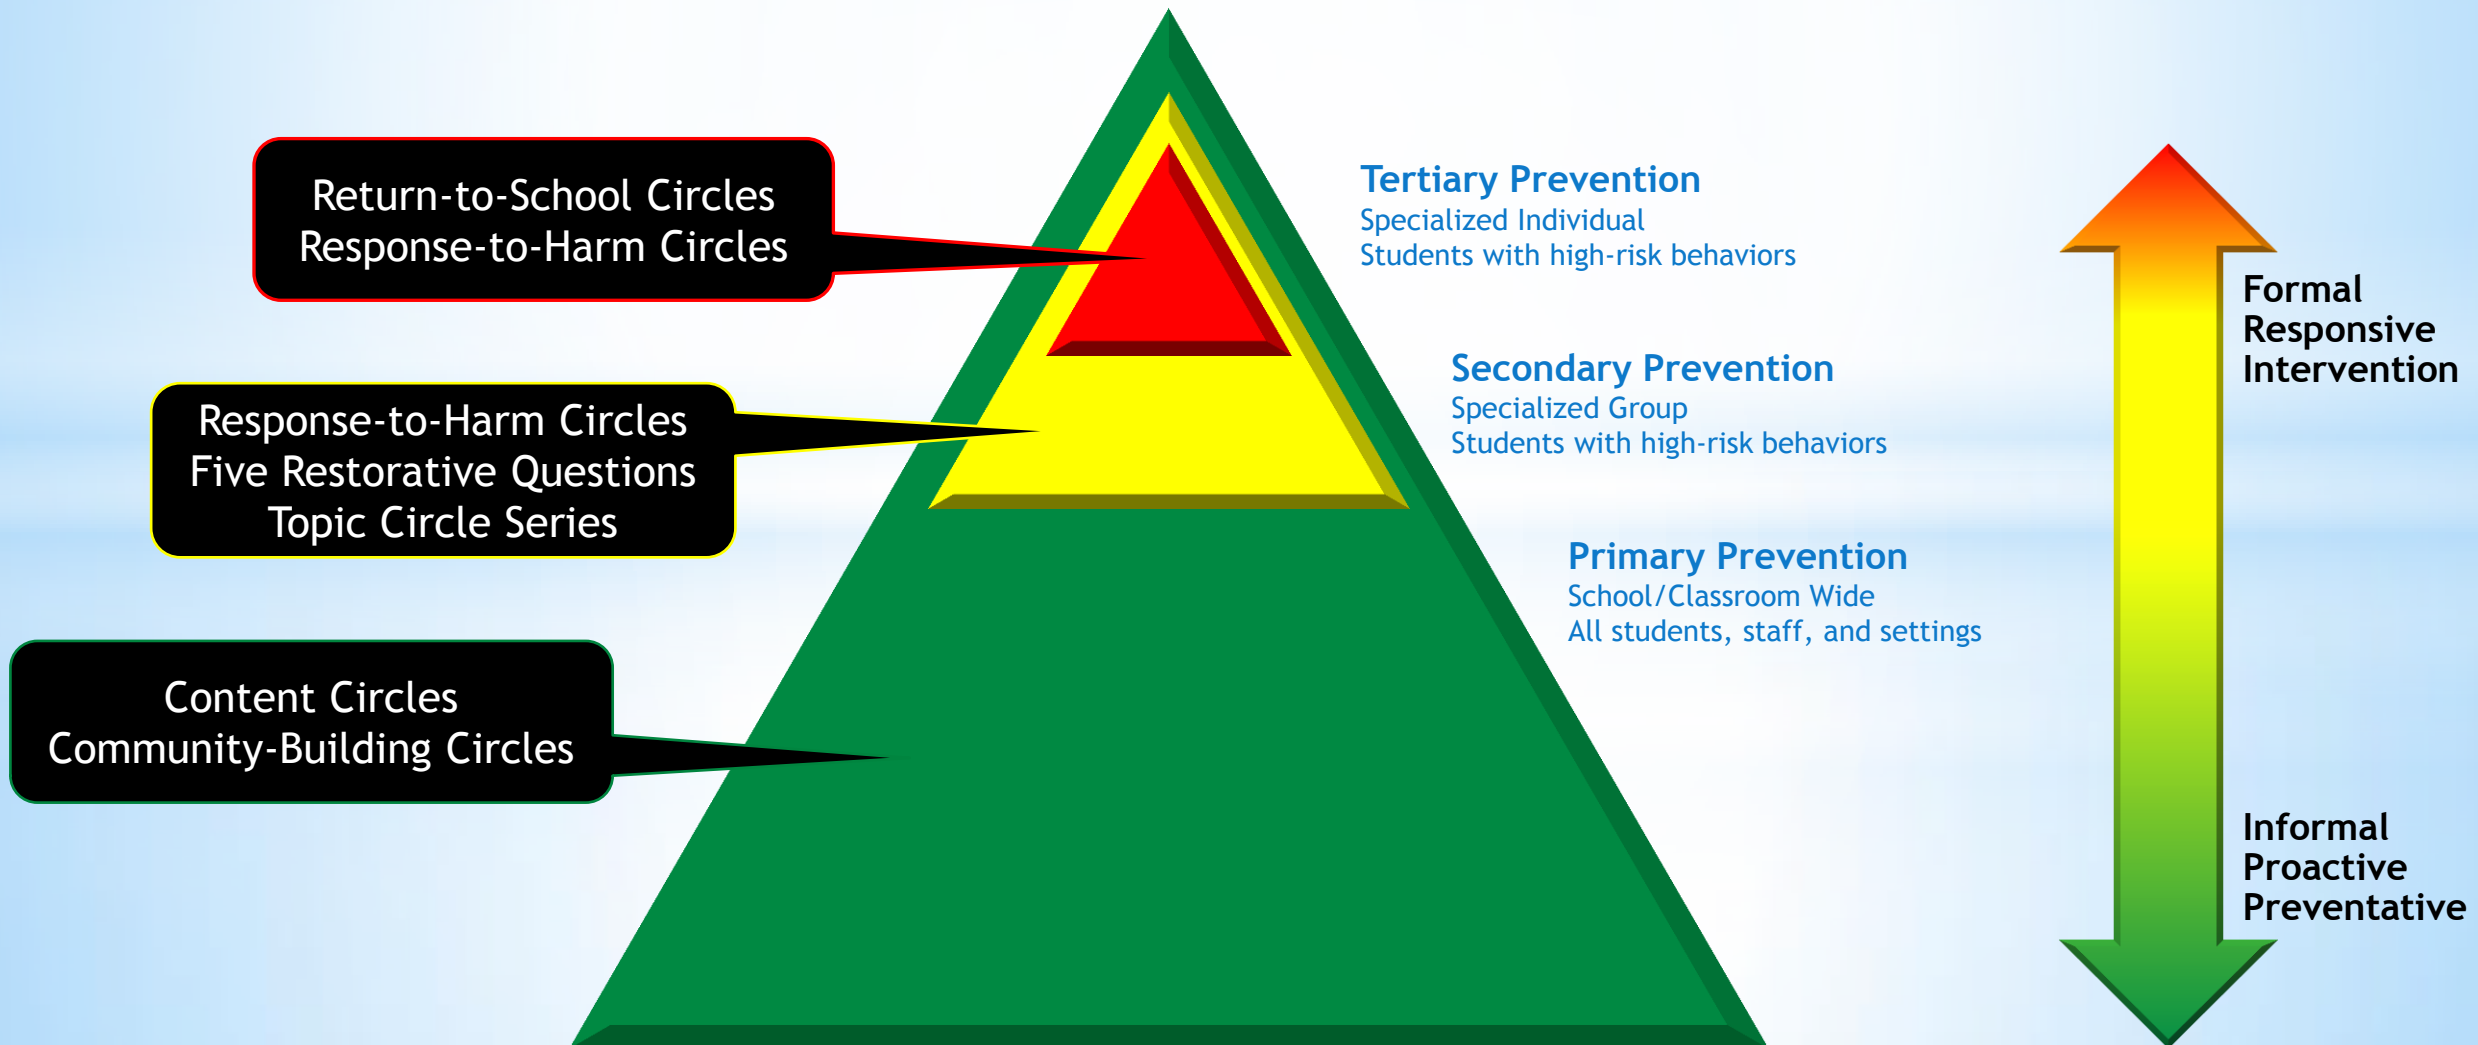 Return-to-School Circles
Response-to-Harm Circles
Tertiary Prevention
Specialized Individual
Students with high-risk behaviors
Response-to-Harm Circles
Five Restorative Questions
Topic Circle Series
Secondary Prevention
Specialized Group
Students with high-risk behaviors
Content Circles
Community-Building Circles
Primary Prevention
School/Classroom Wide
All students, staff, and settings
Formal
Responsive
Intervention
Informal
Proactive
Preventative